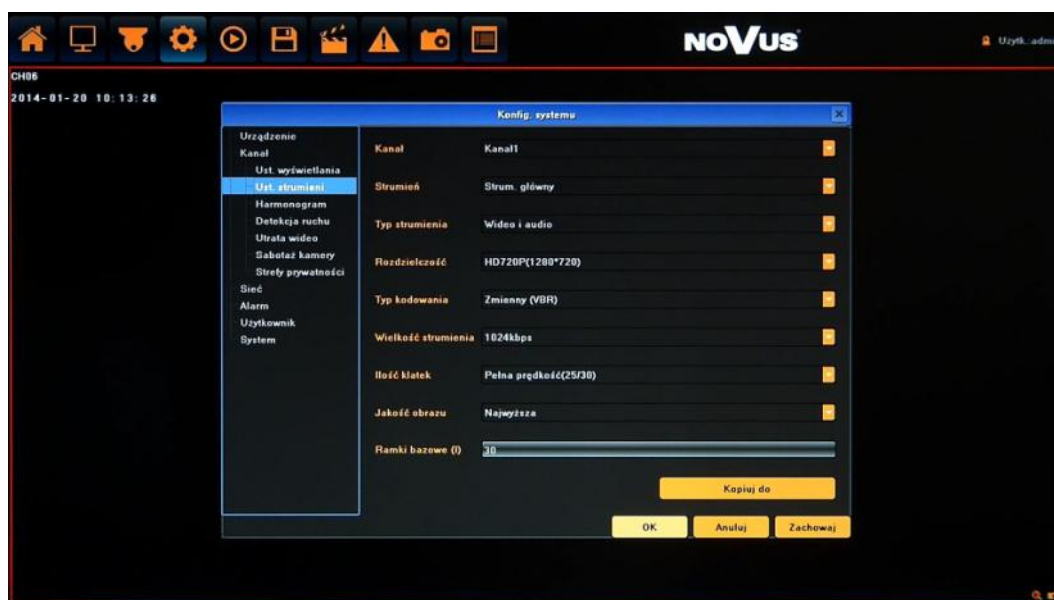 NOVUS
Użytk.:adm
CH06
2014-01-20 10:13:26
Konfig. systemu
Urządzenie
Kanał
Ust. wyświetlania
Ust. strumieni
Harmonogram
Detekcja ruchu
Utrata wideo
Sabotaż kamery
Strefy prywatności
Sieć
Alarm
Użytkownik
System
Kanał Kanał1
Strumień Strum. główny
Typ strumienia Wideo i audio
Rozdzielczość HD720P(1280*720)
Typ kodowania Zmienny (VBR)
Wielkość strumienia 1024kbps
Ilość klatek Pełna prędkość(25/30)
Jakość obrazu Najwyższa
Ramki bazowe (I) 30
Kopiuj do
OK Anuluj Zachowaj